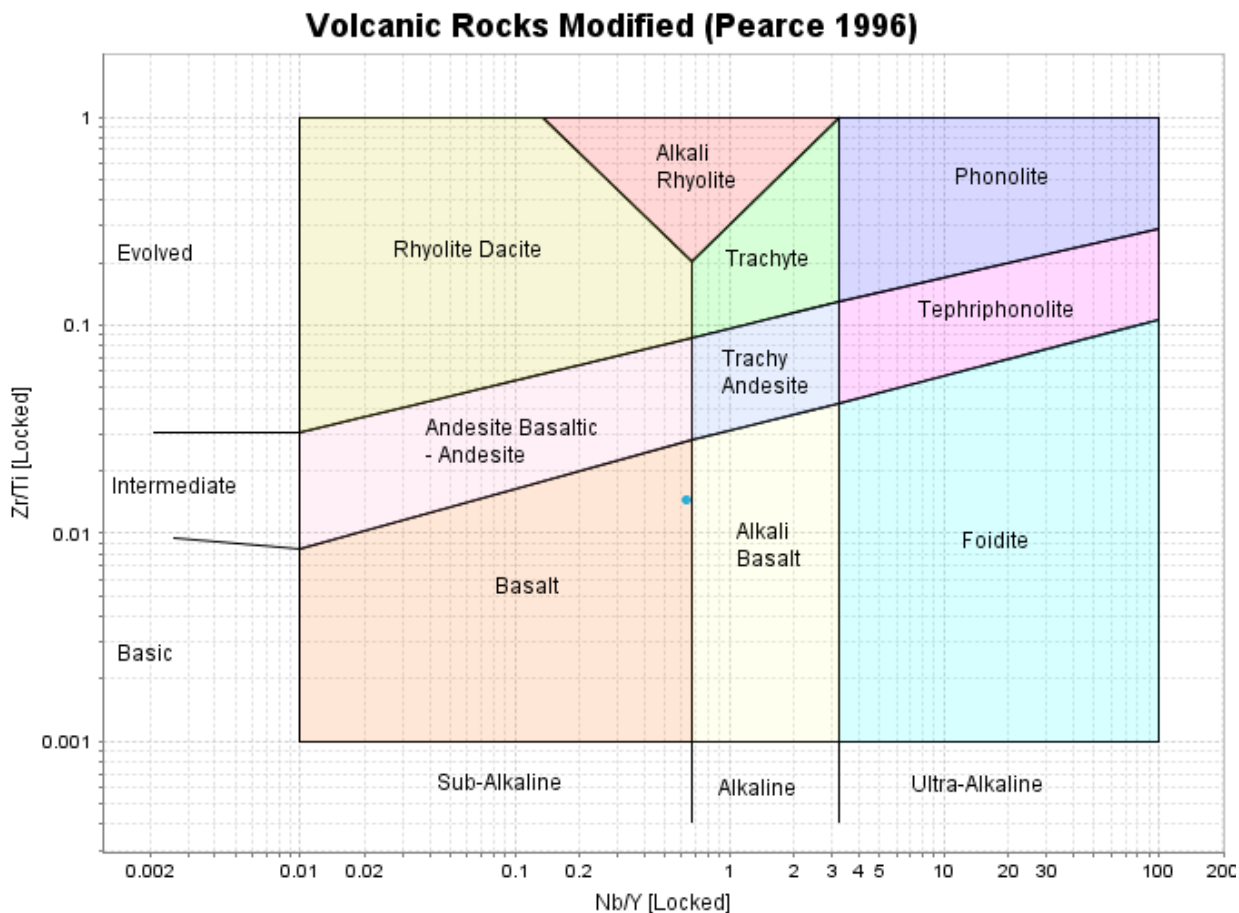 Volcanic Rocks Modified (Pearce 1996)
Zr/Ti [Locked]
1
0.1
0.01
0.001
Evolved
Intermediate
Basic
Rhyolite Dacite
Alkali
Rhyolite
Trachyte
Phonolite
Tephriphonolite
Trachy
Andesite
Andesite Basaltic
- Andesite
Basalt
Alkali
Basalt
Foidite
Sub-Alkaline
Alkaline
Ultra-Alkaline
0.002
0.01
0.02
0.1
0.2
1
2
3
4
5
10
20
30
100
200
Nb/Y [Locked]